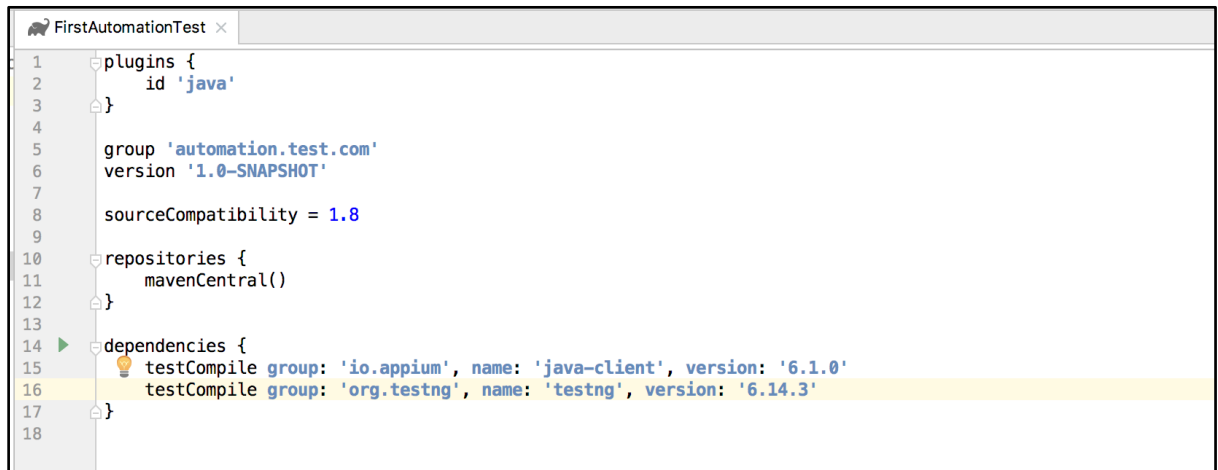 FirstAutomationTest
1 plugins {
2 id 'java'
3 }
4
5 group 'automation.test.com'
6 version '1.0-SNAPSHOT'
7
8 sourceCompatibility = 1.8
9
10 repositories {
11 mavenCentral()
12 }
13
14 dependencies {
15 testCompile group: 'io.appium', name: 'java-client', version: '6.1.0'
16 testCompile group: 'org.testng', name: 'testng', version: '6.14.3'
17 }
18